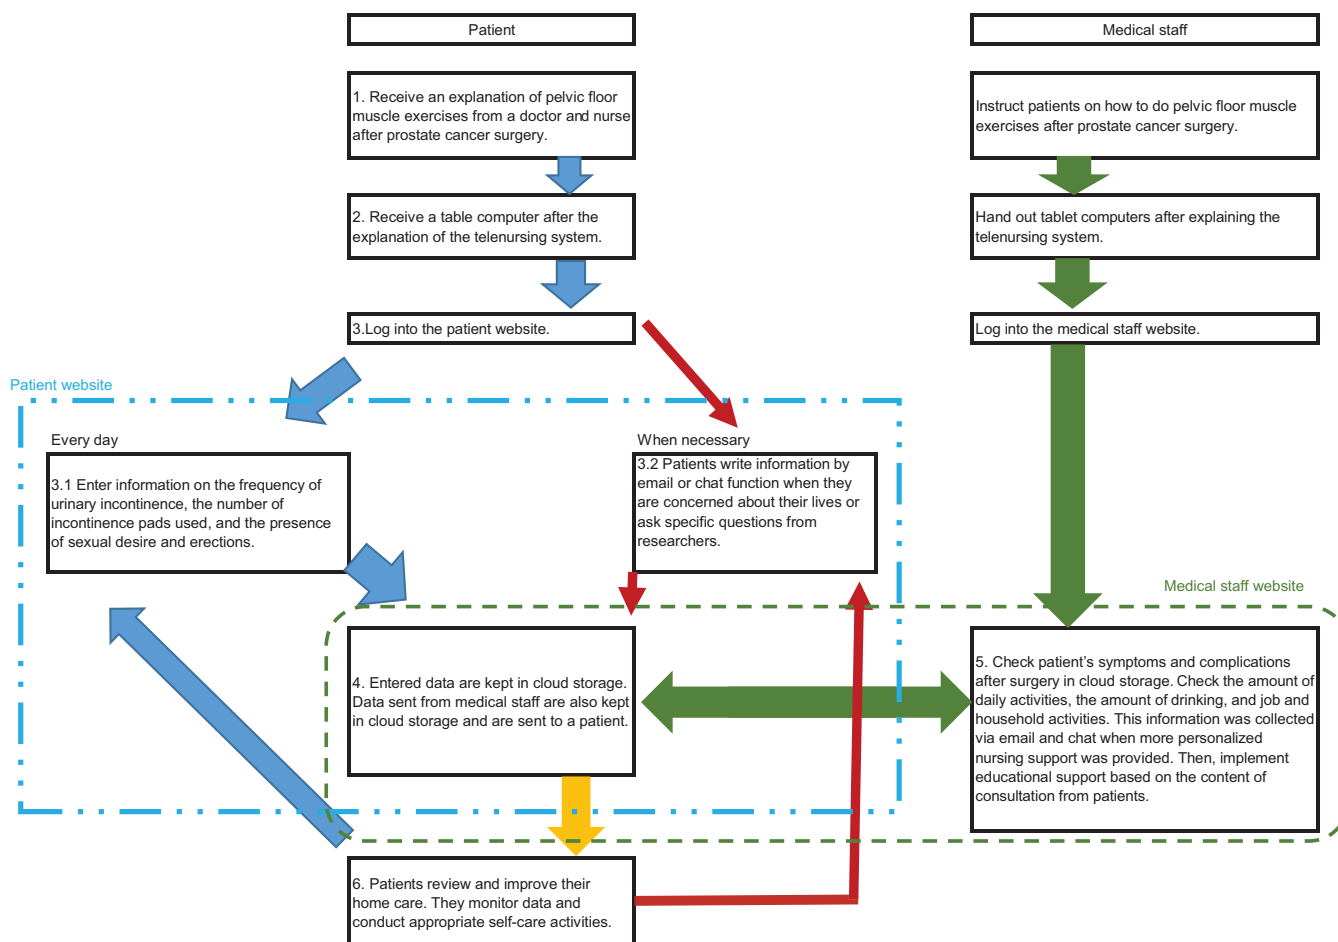 Patient
Medical staff
1. Receive an explanation of pelvic floor
muscle exercises from a doctor and nurse
after prostate cancer surgery.
Instruct patients on how to do pelvic floor muscle
exercises after prostate cancer surgery.
2. Receive a table computer after the
explanation of the telenursing system.
Hand out tablet computers after explaining the
telenursing system.
3.Log into the patient website.
Log into the medical staff website.
Patient website
Every day
When necessary
3.1 Enter information on the frequency of
urinary incontinence, the number of
incontinence pads used, and the presence
of sexual desire and erections.
3.2 Patients write information by
email or chat function when they
are concerned about their lives or
ask specific questions from
researchers.
Medical staff website
4. Entered data are kept in cloud storage.
Data sent from medical staff are also kept
in cloud storage and are sent to a patient.
5. Check patient’s symptoms and complications
after surgery in cloud storage. Check the amount of
daily activities, the amount of drinking, and job and
household activities. This information was collected
via email and chat when more personalized
nursing support was provided. Then, implement
educational support based on the content of
consultation from patients.
6. Patients review and improve their
home care. They monitor data and
conduct appropriate self-care activities.